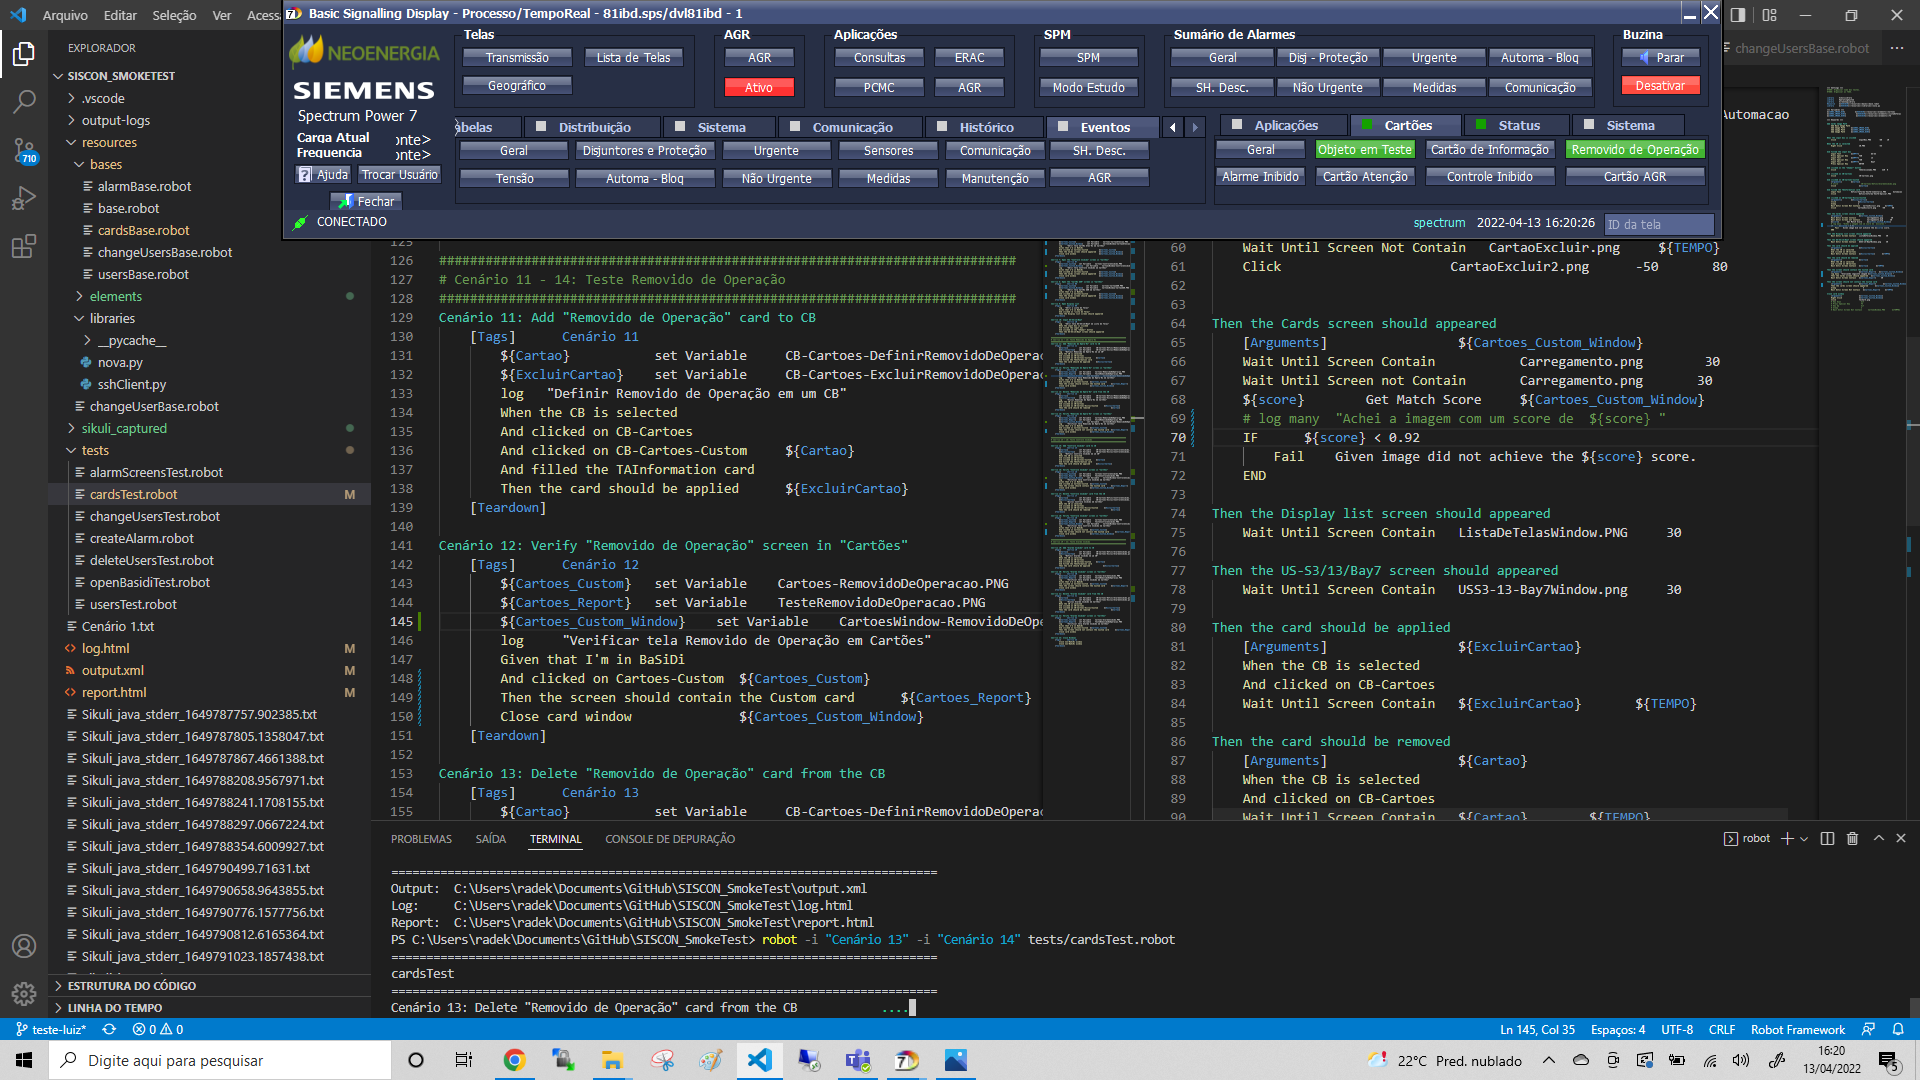 Arquivo Editar Seleção Ver Acess
Basic Signalling Display - Processo/TempoReal - 81ibd.sps/dvl81ibd - 1
NEOENERGIA
SIEMENS
Spectrum Power 7
Carga Atual
Frequencia
onte>
onte>
Ajuda
Trocar Usuário
Fechar
CONECTADO
Telas
Transmissão
Lista de Telas
Geográfico
AGR
AGR
Ativo
Aplicações
Consultas
ERAC
PCMC
AGR
SPM
SPM
Modo Estudo
Sumário de Alarmes
Geral
Disj - Proteção
Urgente
Automa - Bloq
SH. Desc.
Não Urgente
Medidas
Comunicação
Buzina
Parar
Desativar
abelas
Distribuição
Sistema
Comunicação
Histórico
Eventos
Geral
Disjuntores e Proteção
Urgente
Sensores
Comunicação
SH. Desc.
Tensão
Automa - Bloq
Não Urgente
Medidas
Manutenção
AGR
Aplicações
Cartões
Status
Sistema
Geral
Objeto em Teste
Cartão de Informação
Removido de Operação
Alarme Inibido
Cartão Atenção
Controle Inibido
Cartão AGR
spectrum 2022-04-13 16:20:26 ID da tela
changeUsersBase.robot
Automacao
EXPLORADOR
SISCON_SMOKETEST
.vscode
output-logs
resources
bases
alarmBase.robot
base.robot
cardsBase.robot
changeUsersBase.robot
usersBase.robot
elements
libraries
__pycache__
nova.py
sshClient.py
changeUserBase.robot
sikuli_captured
tests
alarmScreensTest.robot
cardsTest.robot M
changeUsersTest.robot
createAlarm.robot
deleteUsersTest.robot
openBasidiTest.robot
usersTest.robot
Cenário 1.txt
log.html M
output.xml M
report.html M
Sikuli_java_stderr_1649787757.902385.txt
Sikuli_java_stderr_1649787805.1358047.txt
Sikuli_java_stderr_1649787867.4661388.txt
Sikuli_java_stderr_1649788208.9567971.txt
Sikuli_java_stderr_1649788241.1708155.txt
Sikuli_java_stderr_1649788297.0667224.txt
Sikuli_java_stderr_1649788354.6009927.txt
Sikuli_java_stderr_1649790499.71631.txt
Sikuli_java_stderr_1649790658.9643855.txt
Sikuli_java_stderr_1649790776.1577756.txt
Sikuli_java_stderr_1649790812.6165364.txt
Sikuli_java_stderr_1649791023.1857438.txt
ESTRUTURA DO CÓDIGO
LINHA DO TEMPO
710
125
126 ###########################################################################
127 # Cenário 11 - 14: Teste Removido de Operação
128 ###########################################################################
129 Cenário 11: Add "Removido de Operação" card to CB
130 [Tags] Cenário 11
131 ${Cartao} set Variable CB-Cartoes-DefinirRemovidoDeOperac
132 ${ExcluirCartao} set Variable CB-Cartoes-ExcluirRemovidoDeOperac
133 log "Definir Removido de Operação em um CB"
134 When the CB is selected
135 And clicked on CB-Cartoes
136 And clicked on CB-Cartoes-Custom ${Cartao}
137 And filled the TAInformation card
138 Then the card should be applied ${ExcluirCartao}
139 [Teardown]
140
141 Cenário 12: Verify "Removido de Operação" screen in "Cartões"
142 [Tags] Cenário 12
143 ${Cartoes_Custom} set Variable Cartoes-RemovidoDeOperacao.PNG
144 ${Cartoes_Report} set Variable TesteRemovidoDeOperacao.PNG
145 ${Cartoes_Custom_Window} set Variable CartoesWindow-RemovidoDeOpe
146 log "Verificar tela Removido de Operação em Cartões"
147 Given that I'm in BaSiDi
148 And clicked on Cartoes-Custom ${Cartoes_Custom}
149 Then the screen should contain the Custom card ${Cartoes_Report}
150 Close card window ${Cartoes_Custom_Window}
151 [Teardown]
152
153 Cenário 13: Delete "Removido de Operação" card from the CB
154 [Tags] Cenário 13
155 ${Cartao} set Variable CB-Cartoes-DefinirRemovidoDeOperac
60 Wait Until Screen Not Contain CartaoExcluir.png ${TEMPO}
61 Click CartaoExcluir2.png -50 80
62
63
64 Then the Cards screen should appeared
65 [Arguments] ${Cartoes_Custom_Window}
66 Wait Until Screen Contain Carregamento.png 30
67 Wait Until Screen not Contain Carregamento.png 30
68 ${score} Get Match Score ${Cartoes_Custom_Window}
69 # log many "Achei a imagem com um score de ${score} "
70 IF ${score} < 0.92
71 Fail Given image did not achieve the ${score} score.
72 END
73
74 Then the Display list screen should appeared
75 Wait Until Screen Contain ListaDeTelasWindow.PNG 30
76
77 Then the US-S3/13/Bay7 screen should appeared
78 Wait Until Screen Contain USS3-13-Bay7Window.png 30
79
80 Then the card should be applied
81 [Arguments] ${ExcluirCartao}
82 When the CB is selected
83 And clicked on CB-Cartoes
84 Wait Until Screen Contain ${ExcluirCartao} ${TEMPO}
85
86 Then the card should be removed
87 [Arguments] ${Cartao}
88 When the CB is selected
89 And clicked on CB-Cartoes
90 Wait Until Screen Contain ${Cartao} ${TEMPO}
PROBLEMAS SAÍDA TERMINAL CONSOLE DE DEPURAÇÃO
robot
==============================================================================
Output: C:\Users\radek\Documents\GitHub\SISCON_SmokeTest\output.xml
Log: C:\Users\radek\Documents\GitHub\SISCON_SmokeTest\log.html
Report: C:\Users\radek\Documents\GitHub\SISCON_SmokeTest\report.html
PS C:\Users\radek\Documents\GitHub\SISCON_SmokeTest> robot -i "Cenário 13" -i "Cenário 14" tests/cardsTest.robot
==============================================================================
cardsTest
==============================================================================
Cenário 13: Delete "Removido de Operação" card from the CB ....
teste-luiz* 0 0
Ln 145, Col 35 Espaços: 4 UTF-8 CRLF Robot Framework
Digite aqui para pesquisar
22°C Pred. nublado
16:20
13/04/2022
5